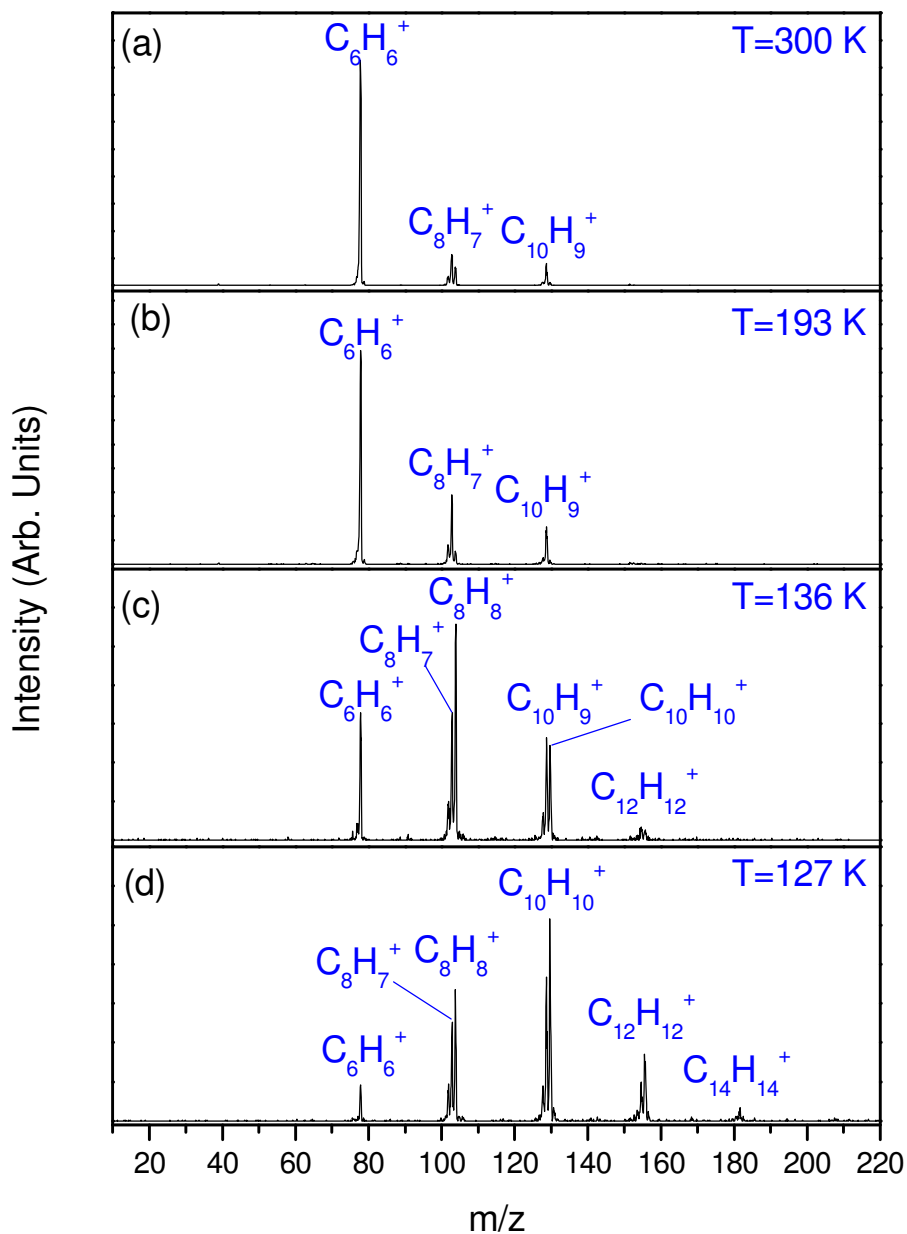 (a)
T=300 K
C₆H₆⁺
C₈H₇⁺
C₁₀H₉⁺
(b)
T=193 K
C₆H₆⁺
C₈H₇⁺
C₁₀H₉⁺
(c)
T=136 K
C₈H₈⁺
C₈H₇⁺
C₆H₆⁺
C₁₀H₉⁺
C₁₀H₁₀⁺
C₁₂H₁₂⁺
(d)
T=127 K
C₁₀H₁₀⁺
C₈H₇⁺
C₈H₈⁺
C₁₂H₁₂⁺
C₆H₆⁺
C₁₄H₁₄⁺
Intensity (Arb. Units)
20 40 60 80 100 120 140 160 180 200 220
m/z